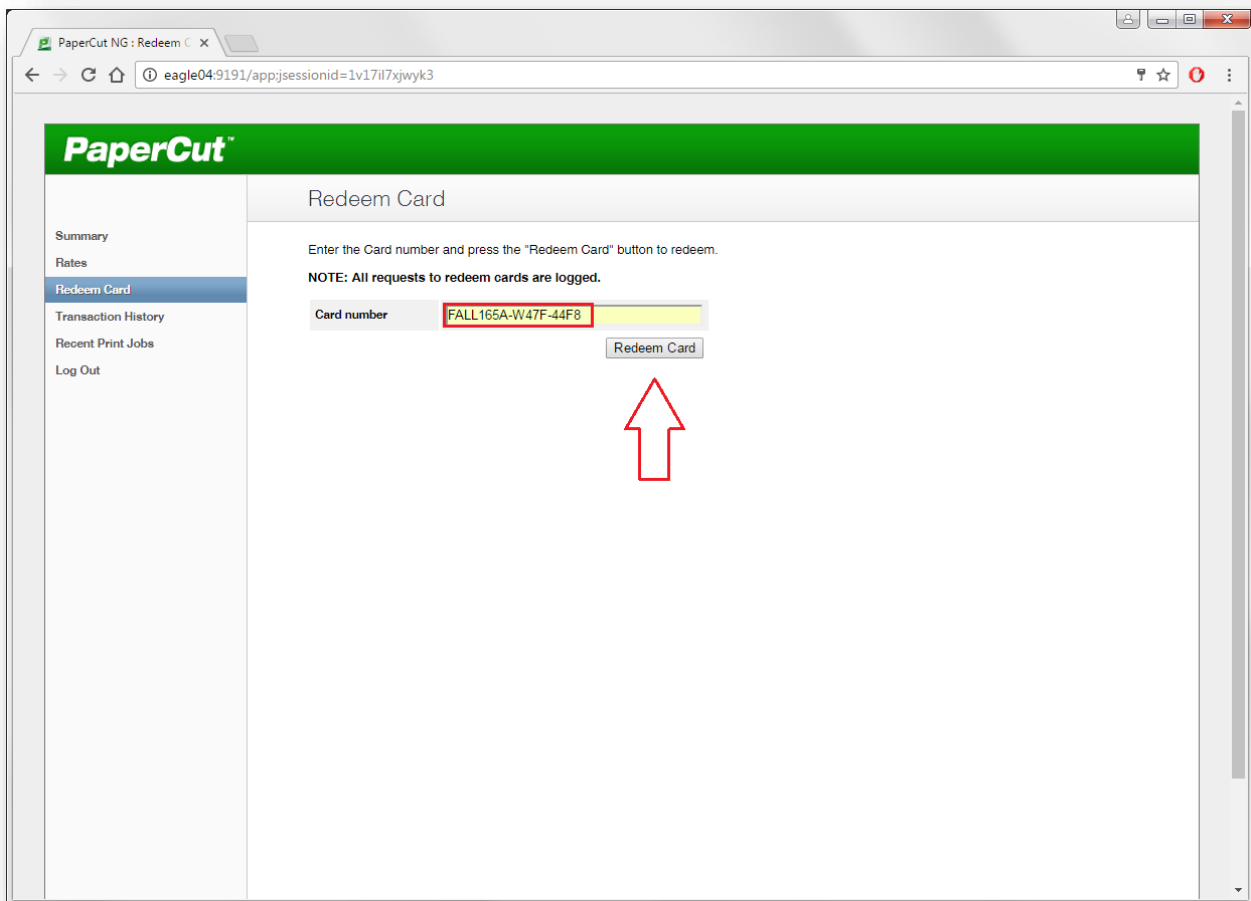 PaperCut NG : Redeem C
eagle04:9191/app;jsessionid=1v17il7xjwyk3
PaperCut™
Redeem Card
Summary
Rates
Redeem Card
Transaction History
Recent Print Jobs
Log Out
Enter the Card number and press the "Redeem Card" button to redeem.
NOTE: All requests to redeem cards are logged.
Card number FALL165A-W47F-44F8
Redeem Card